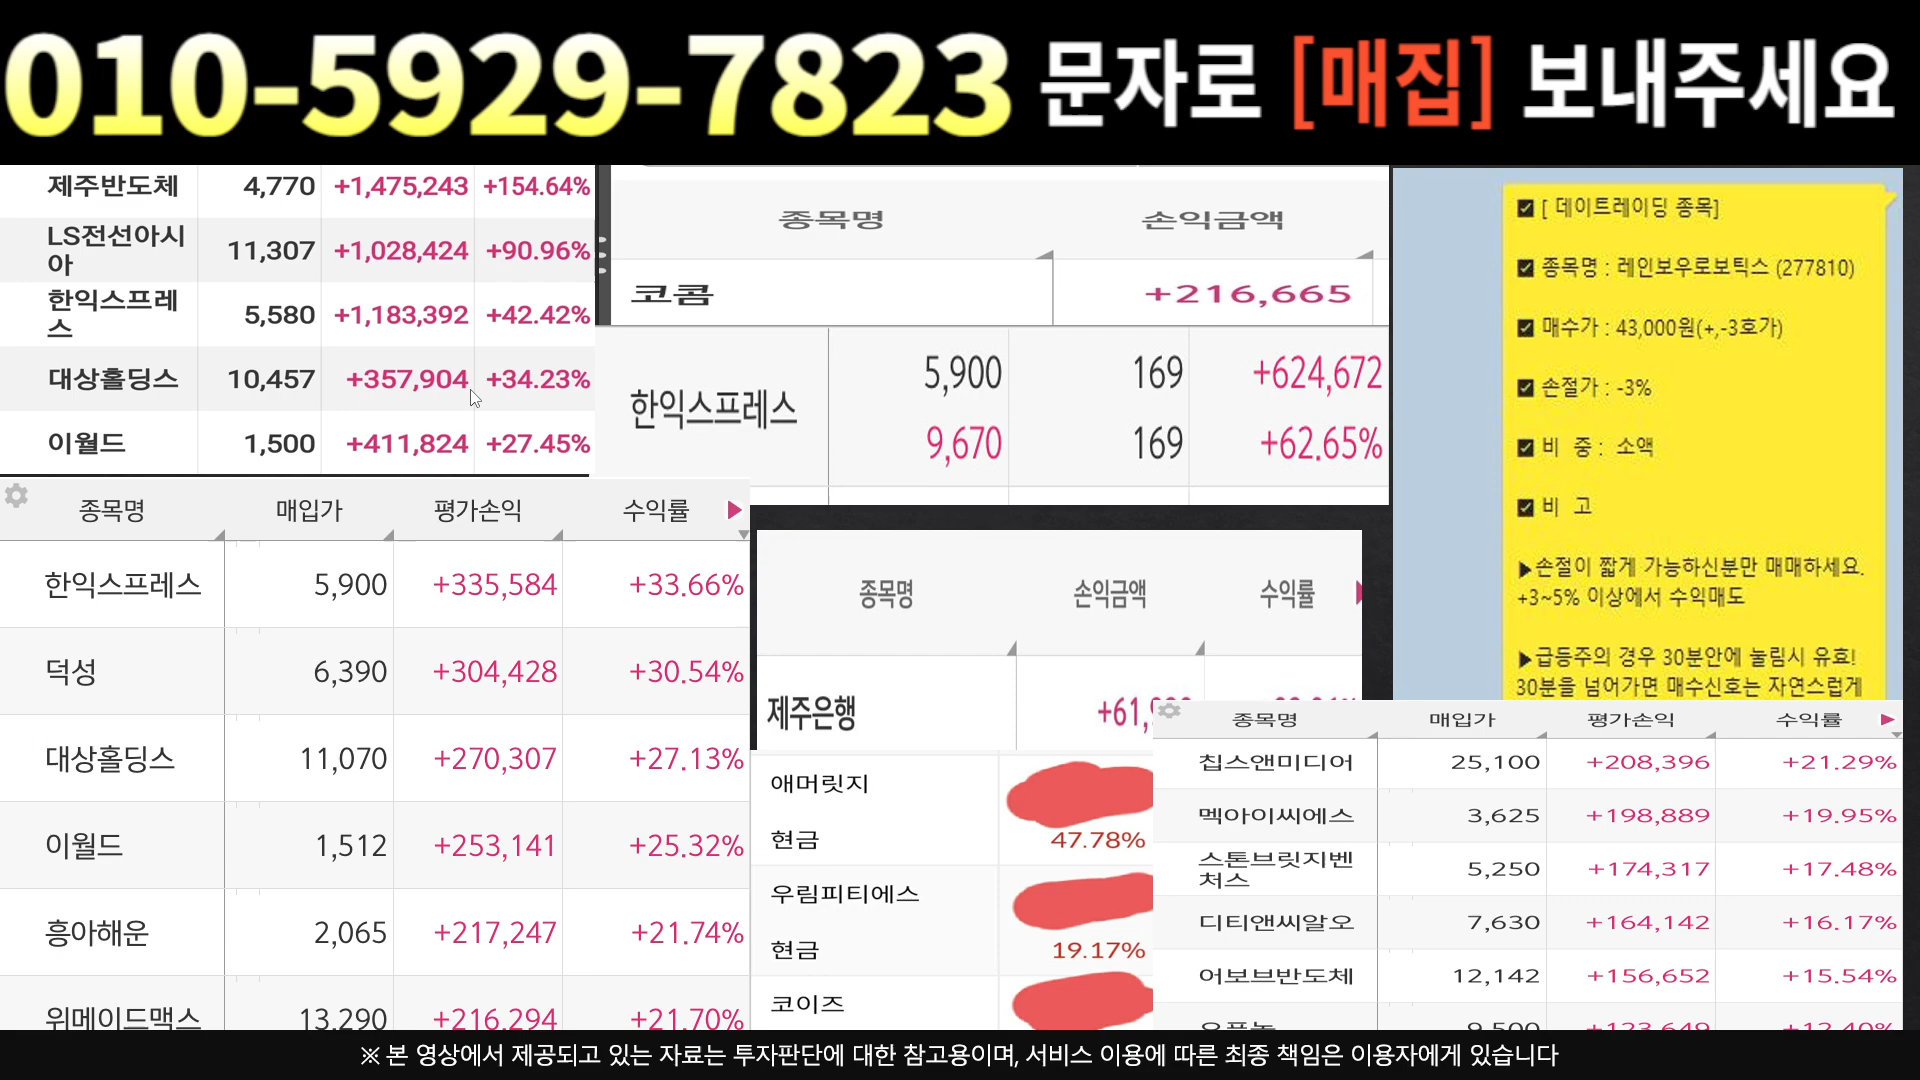 010-5929-7823 문자로 [매집] 보내주세요
제주반도체 4,770 +1,475,243 +154.64%
LS전선아시아 11,307 +1,028,424 +90.96%
한익스프레스 5,580 +1,183,392 +42.42%
대상홀딩스 10,457 +357,904 +34.23%
이월드 1,500 +411,824 +27.45%
종목명 손익금액
코콤 +216,665
한익스프레스 5,900 169 +624,672
9,670 169 +62.65%
☑ [ 데이트레이딩 종목]
☑ 종목명 : 레인보우로보틱스 (277810)
☑ 매수가 : 43,000원(+,-3호가)
☑ 손절가 : -3%
☑ 비 중 : 소액
☑ 비 고
▶손절이 짧게 가능하신분만 매매하세요.
+3~5% 이상에서 수익매도
▶급등주의 경우 30분안에 눌림시 유효!
30분을 넘어가면 매수신호는 자연스럽게
종목명 매입가 평가손익 수익률
한익스프레스 5,900 +335,584 +33.66%
덕성 6,390 +304,428 +30.54%
대상홀딩스 11,070 +270,307 +27.13%
이월드 1,512 +253,141 +25.32%
흥아해운 2,065 +217,247 +21.74%
위메이드맥스 13,290 +216,294 +21.70%
종목명 손익금액 수익률
제주은행 +61,
애머릿지
현금 47.78%
우림피티에스
현금 19.17%
코이즈
종목명 매입가 평가손익 수익률
칩스앤미디어 25,100 +208,396 +21.29%
멕아이씨에스 3,625 +198,889 +19.95%
스톤브릿지벤처스 5,250 +174,317 +17.48%
디티앤씨알오 7,630 +164,142 +16.17%
어보브반도체 12,142 +156,652 +15.54%
※ 본 영상에서 제공되고 있는 자료는 투자판단에 대한 참고용이며, 서비스 이용에 따른 최종 책임은 이용자에게 있습니다